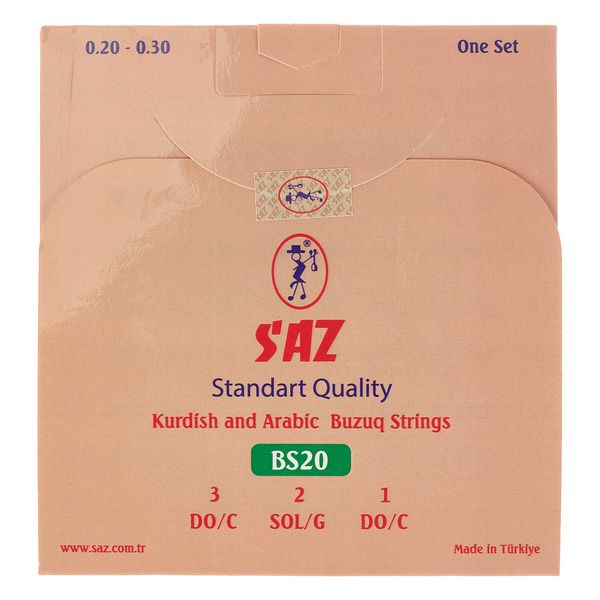 0.20 - 0.30 One Set
SAZ
®
SAZ
Standart Quality
Kurdish and Arabic Buzuq Strings
BS20
3 2 1
DO/C SOL/G DO/C
www.saz.com.tr Made in Türkiye